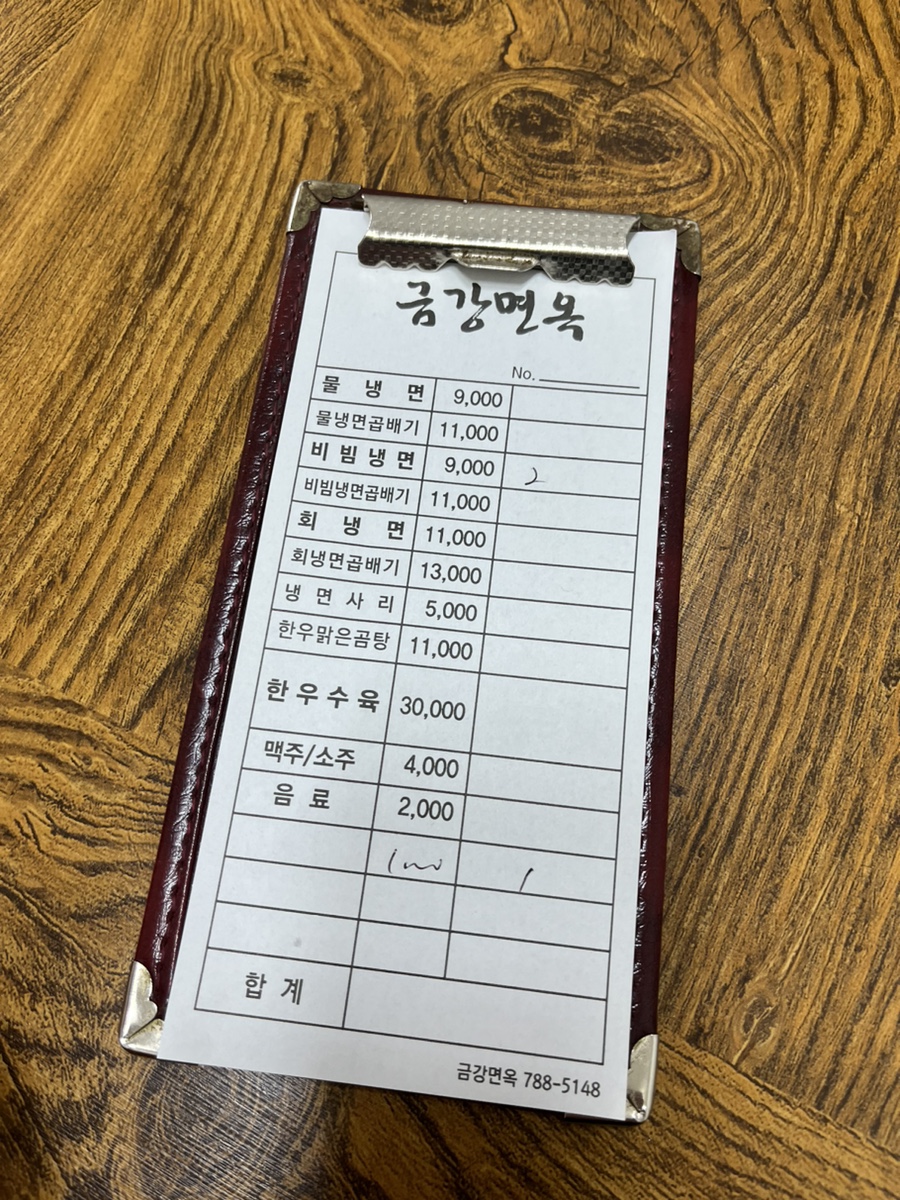 금강면옥
No.
물 냉 면 9,000
물냉면곱배기 11,000
비 빔 냉 면 9,000 2
비빔냉면곱배기 11,000
회 냉 면 11,000
회냉면곱배기 13,000
냉 면 사 리 5,000
한우맑은곰탕 11,000
한 우 수 육 30,000
맥주/소주 4,000
음 료 2,000
1
합 계
금강면옥 788-5148